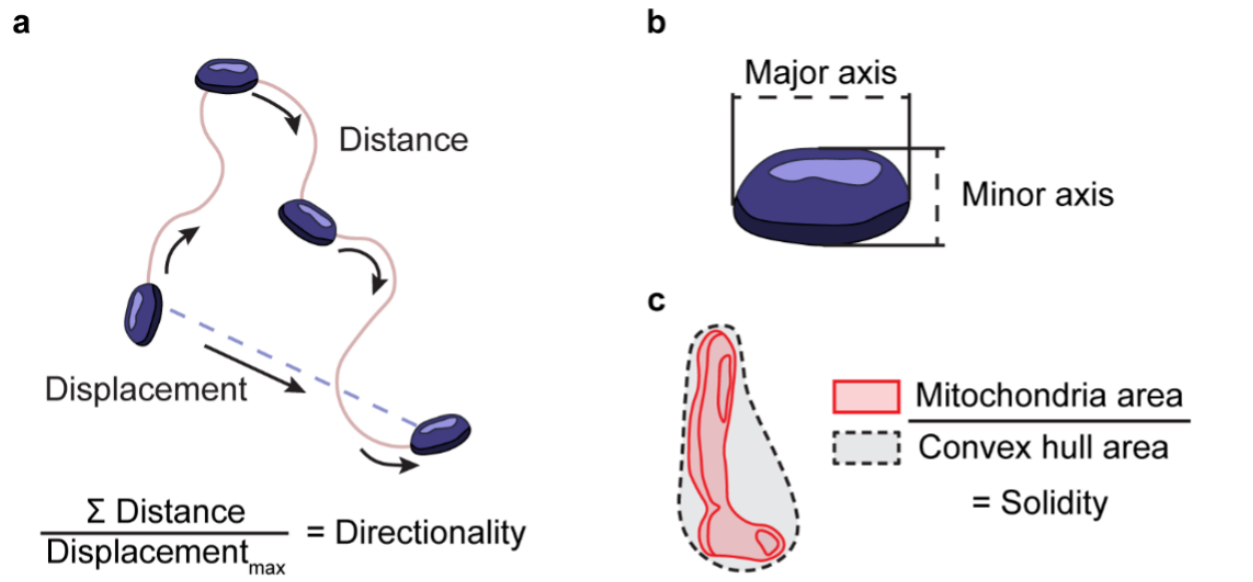 a
Distance
Displacement
Σ Distance
Displacementmax
= Directionality
b
Major axis
Minor axis
c
Mitochondria area
Convex hull area
= Solidity